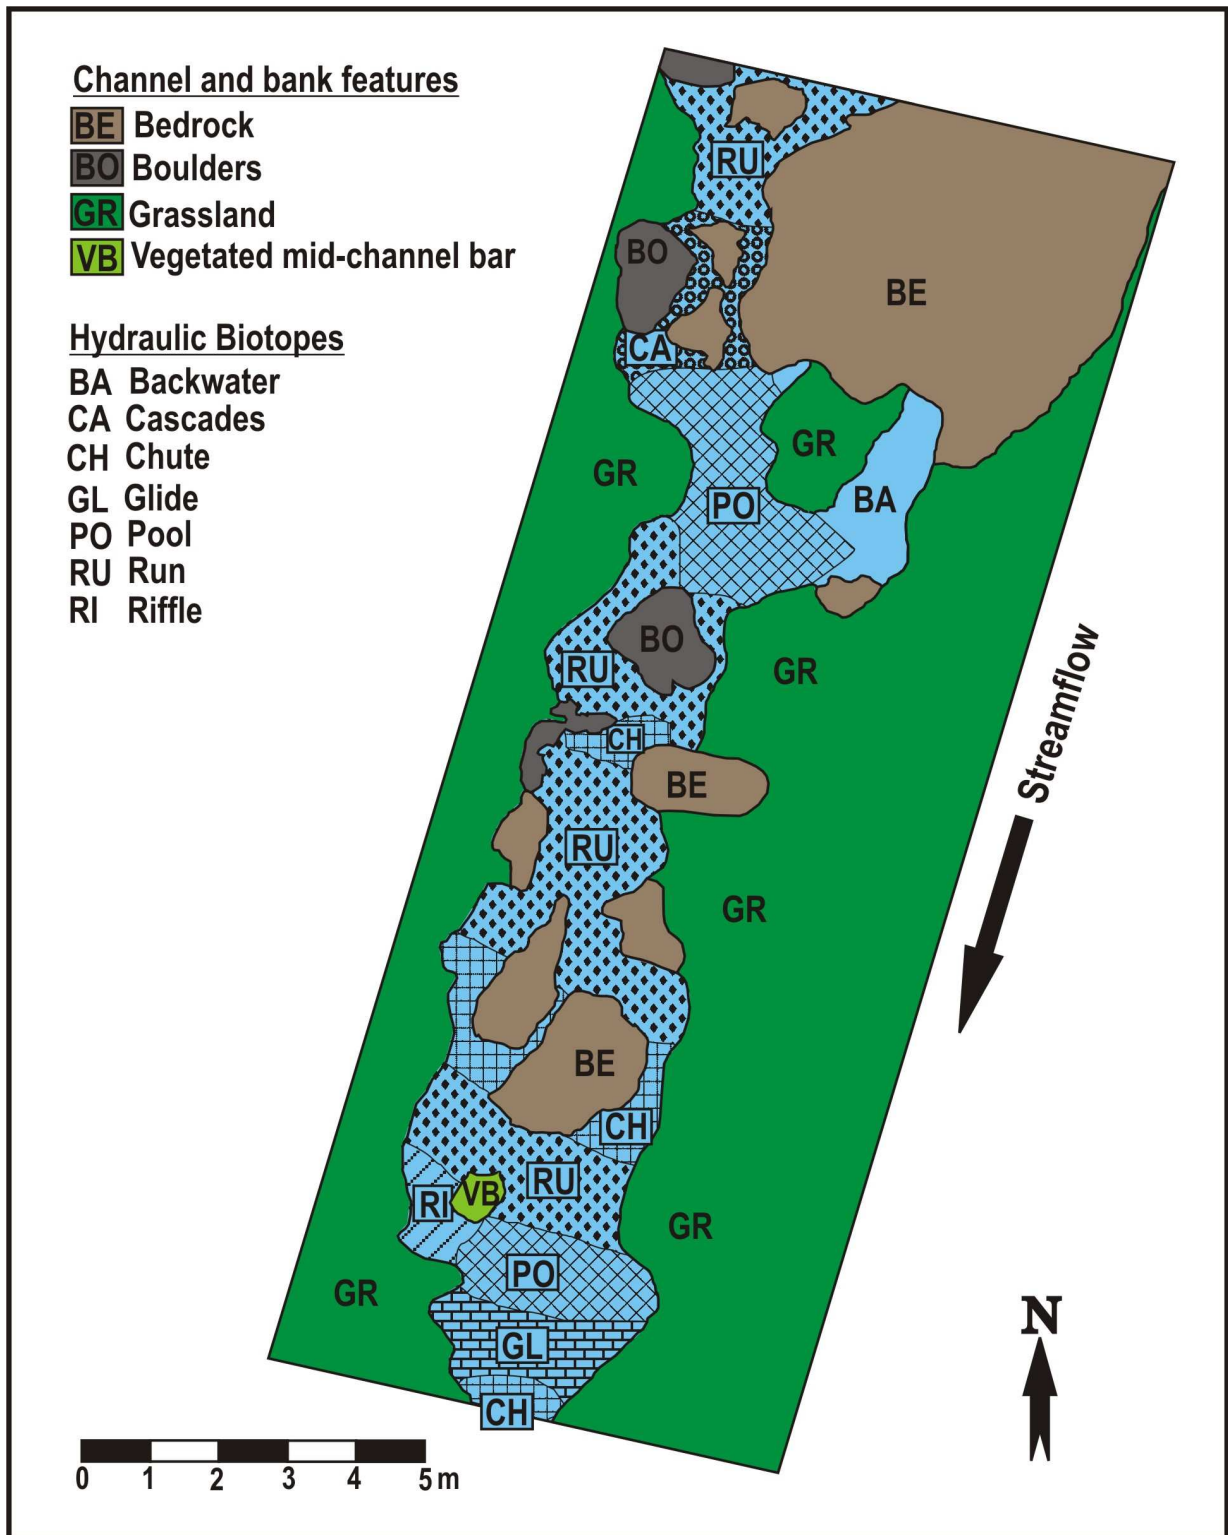 Channel and bank features
BE Bedrock
BO Boulders
GR Grassland
VB Vegetated mid-channel bar
Hydraulic Biotopes
BA Backwater
CA Cascades
CH Chute
GL Glide
PO Pool
RU Run
RI Riffle
RU
BO
BE
CA
GR
GR
BA
PO
BO
RU
GR
CH
BE
RU
GR
BE
CH
RU
VB
RI
GR
PO
GR
GL
CH
Streamflow
N
0 1 2 3 4 5 m